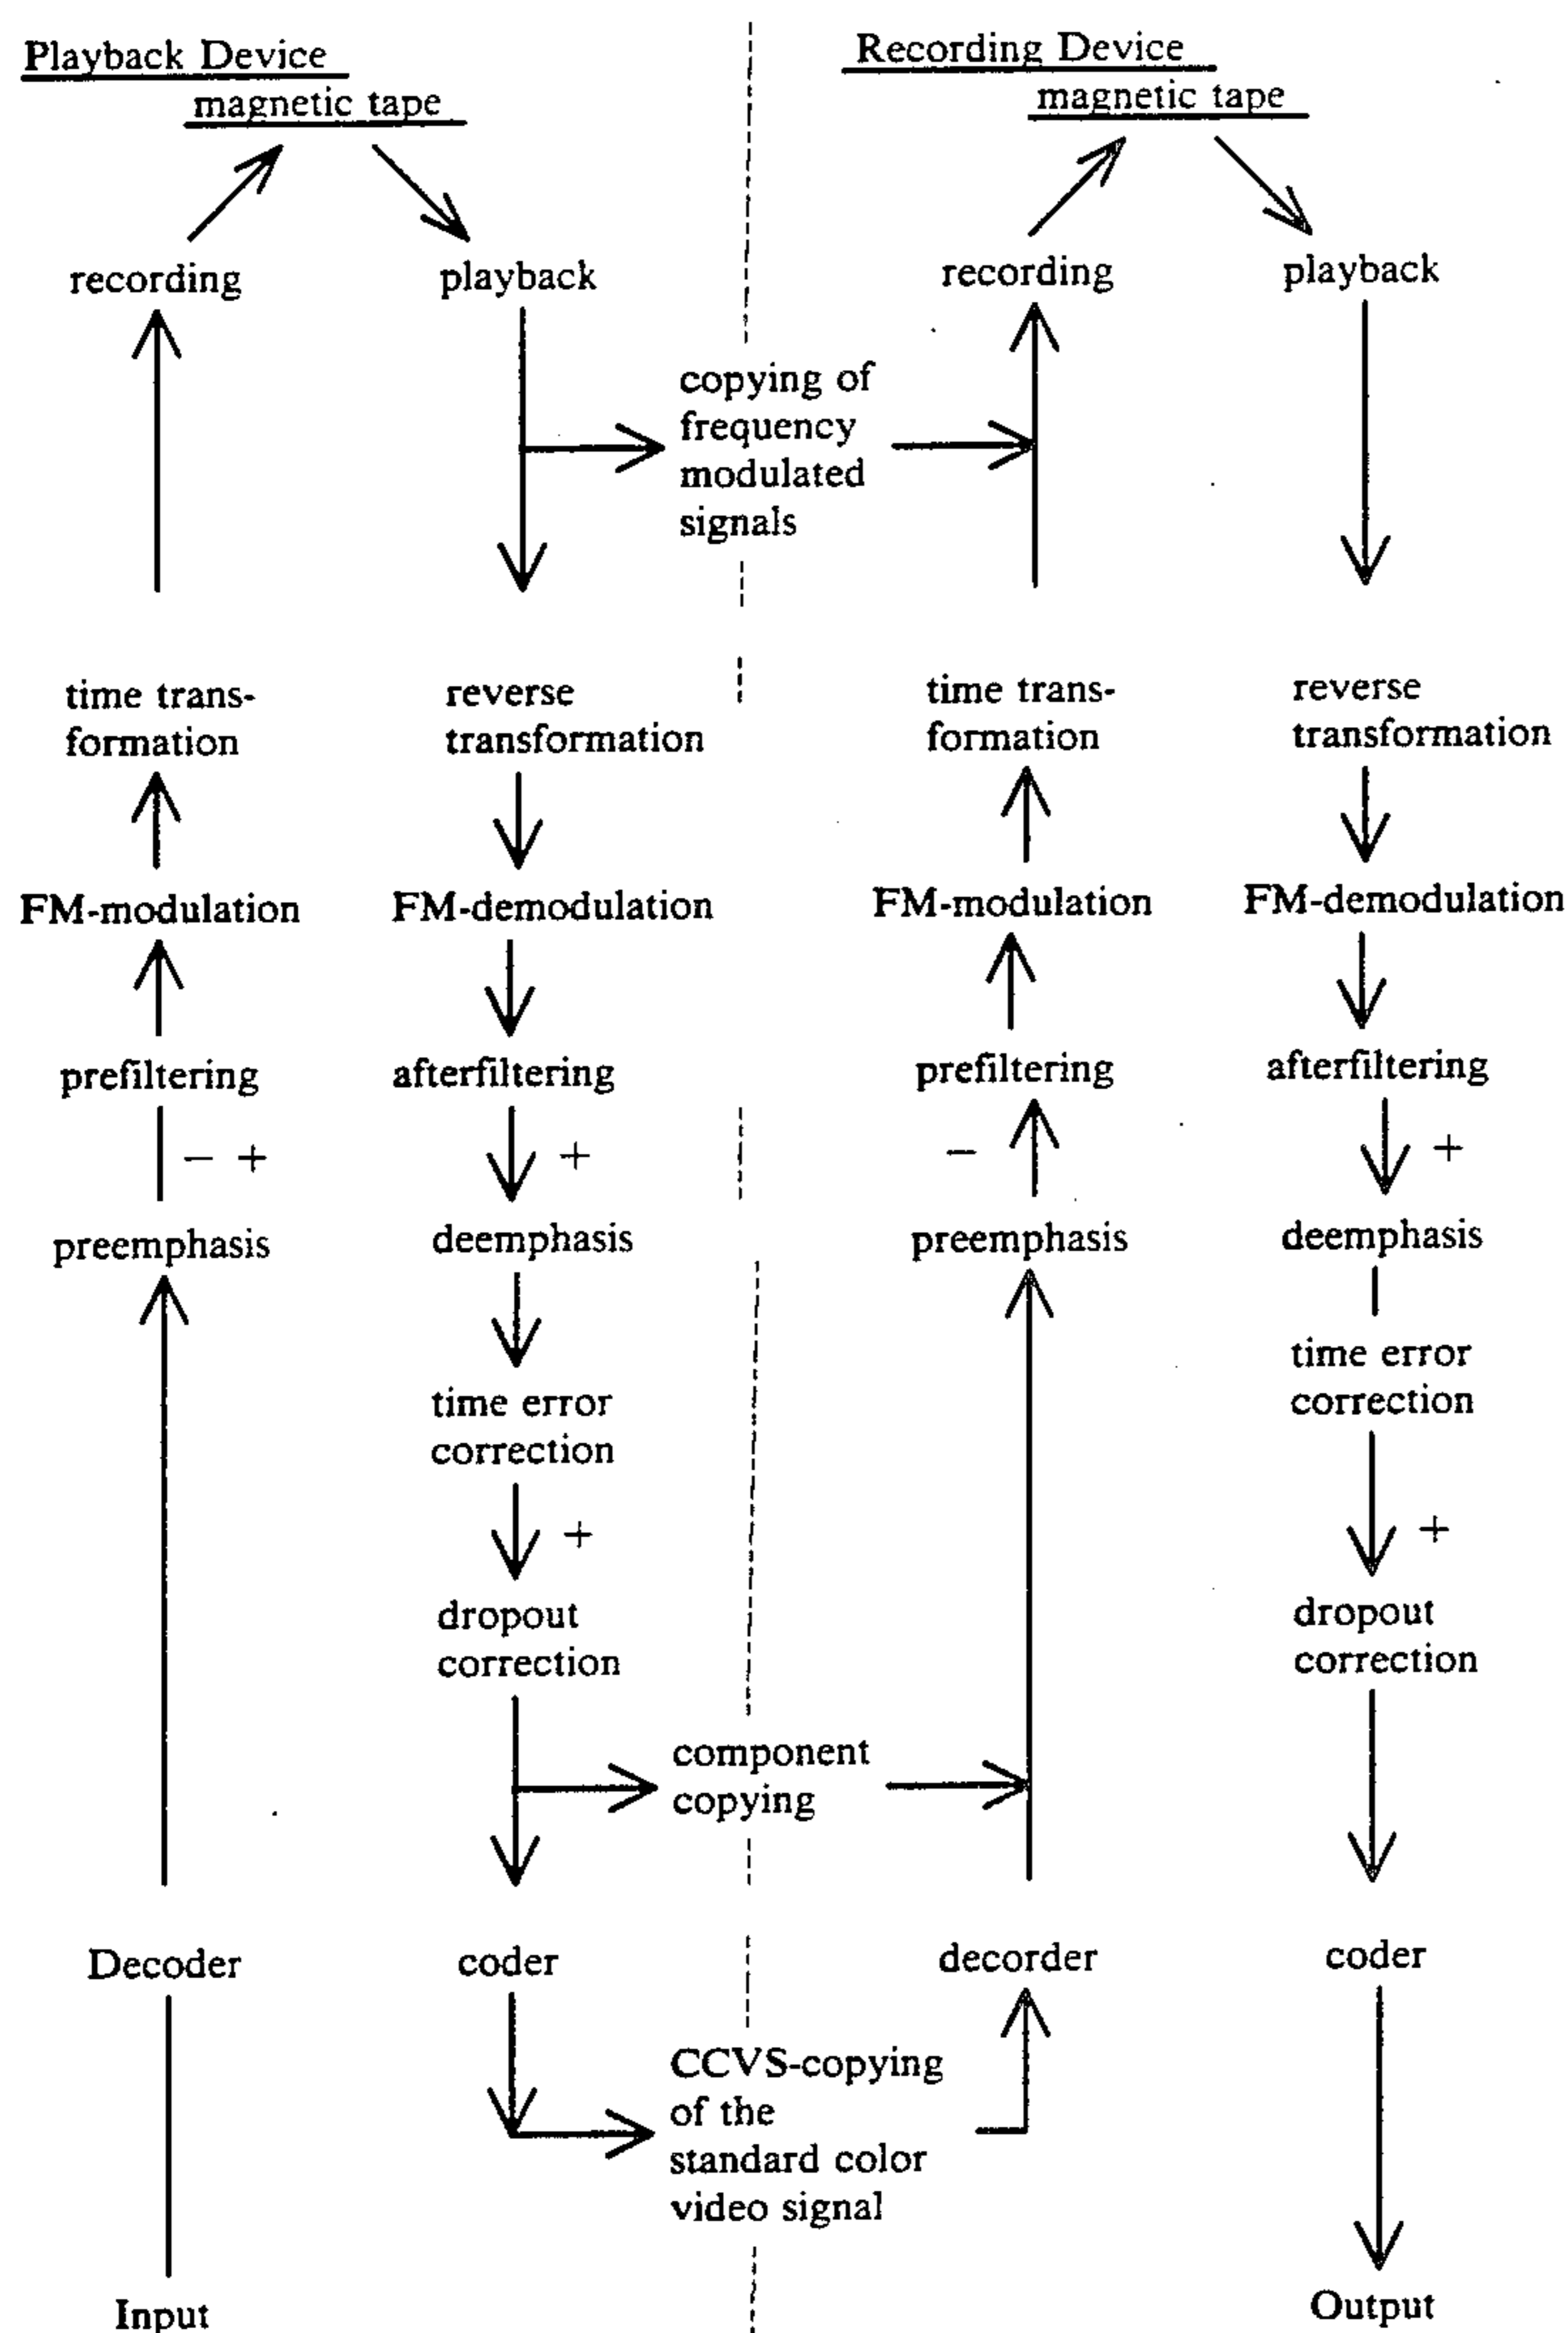 Playback Device
magnetic tape
Recording Device
magnetic tape
recording
playback
recording
playback
copying of
frequency
modulated
signals
time trans-
formation
reverse
transformation
time trans-
formation
reverse
transformation
FM-modulation
FM-demodulation
FM-modulation
FM-demodulation
prefiltering
afterfiltering
prefiltering
afterfiltering
− +
+
−
+
preemphasis
deemphasis
preemphasis
deemphasis
time error
correction
time error
correction
+
+
dropout
correction
dropout
correction
component
copying
Decoder
coder
decorder
coder
CCVS-copying
of the
standard color
video signal
Input
Output